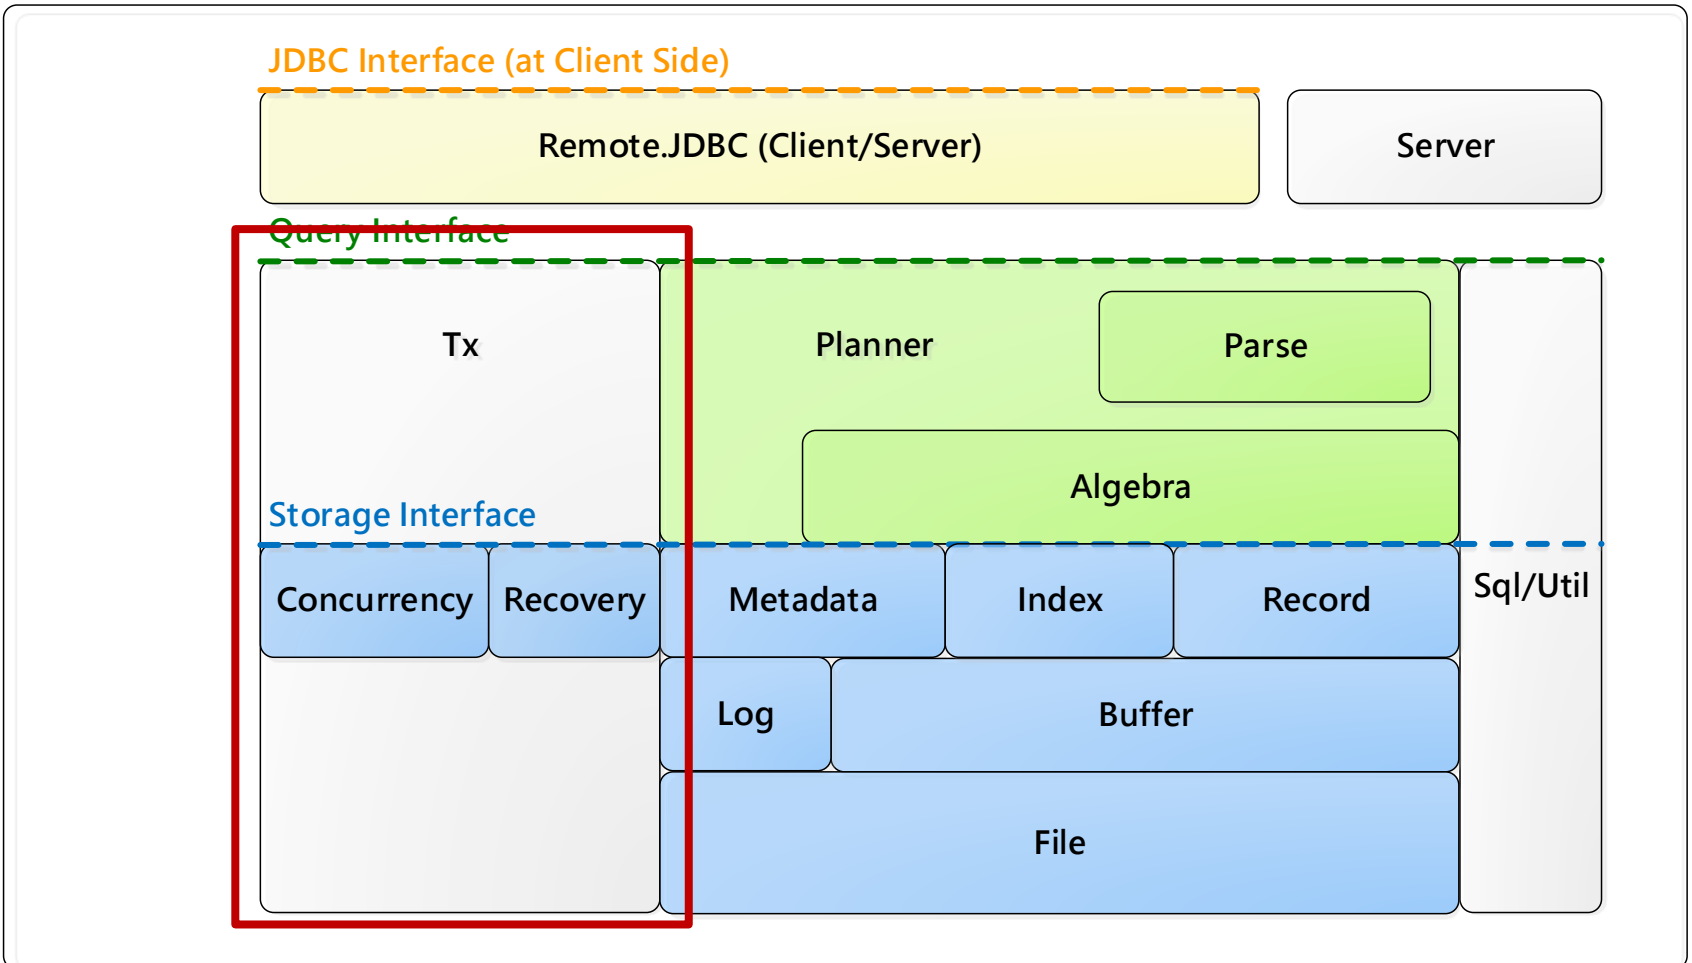 JDBC Interface (at Client Side)
Remote.JDBC (Client/Server)
Server
Query Interface
Tx
Planner
Parse
Algebra
Storage Interface
Concurrency
Recovery
Metadata
Index
Record
Sql/Util
Log
Buffer
File